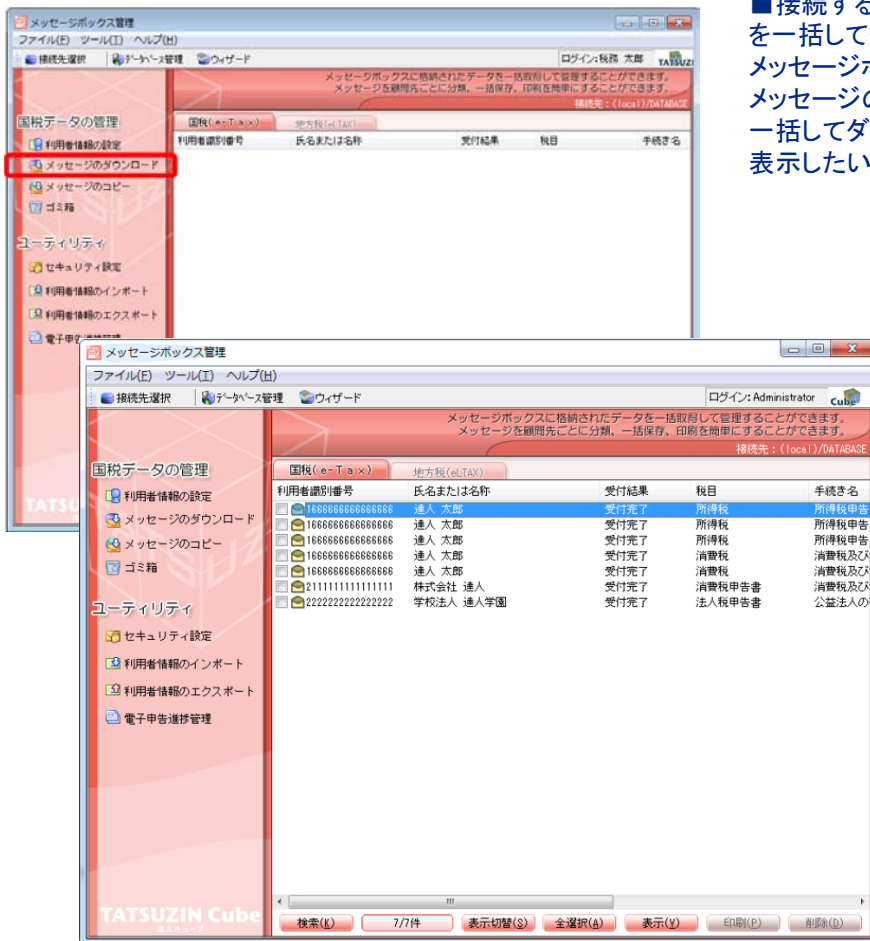 メッセージボックス管理
ファイル(F) ツール(T) ヘルプ(H)
接続先選択 データベース管理 ウィザード ログイン:税務 太郎 TATSUZI
メッセージボックスに格納されたデータを一括取得して管理することができます。
メッセージを顧問先ごとに分類、一括保存、印刷を簡単にすることができます。
接続先:(local)/DATABASE
国税データの管理
国税(e-Tax) 地方税(eLTAX)
利用者識別番号 氏名または名称 受付結果 税目 手続き名
利用者情報の設定
メッセージのダウンロード
メッセージのコピー
ゴミ箱
ユーティリティ
セキュリティ設定
利用者情報のインポート
利用者情報のエクスポート
電子申告
TATSU
■接続する
を一括して
メッセージボ
メッセージの
一括してダ
表示したい
メッセージボックス管理
ファイル(F) ツール(T) ヘルプ(H)
接続先選択 データベース管理 ウィザード ログイン:Administrator Cube
メッセージボックスに格納されたデータを一括取得して管理することができます。
メッセージを顧問先ごとに分類、一括保存、印刷を簡単にすることができます。
接続先:(local)/DATABASE
国税データの管理
利用者情報の設定
メッセージのダウンロード
メッセージのコピー
ゴミ箱
ユーティリティ
セキュリティ設定
利用者情報のインポート
利用者情報のエクスポート
電子申告進捗管理
TATSUZIN Cube
達人キューブ
国税(e-Tax) 地方税(eLTAX)
利用者識別番号 氏名または名称 受付結果 税目 手続き名
1666666666666666 達人 太郎 受付完了 所得税 所得税申告
1666666666666666 達人 太郎 受付完了 所得税 所得税申告
1666666666666666 達人 太郎 受付完了 所得税 所得税申告
1666666666666666 達人 太郎 受付完了 消費税 消費税及び
1666666666666666 達人 太郎 受付完了 消費税 消費税及び
2111111111111111 株式会社 達人 受付完了 消費税申告書 消費税及び
2222222222222222 学校法人 達人学園 受付完了 法人税申告書 公益法人の
検索(K) 7/7件 表示切替(S) 全選択(A) 表示(Y) 印刷(P) 削除(D)